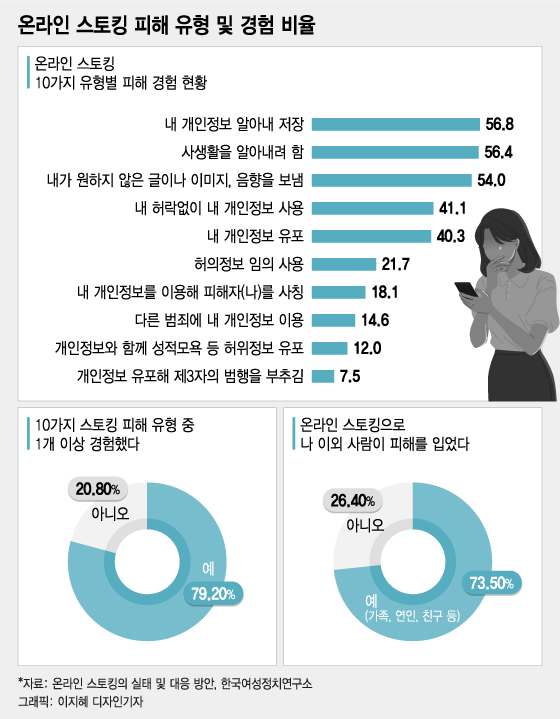 온라인 스토킹 피해 유형 및 경험 비율
온라인 스토킹
10가지 유형별 피해 경험 현황
내 개인정보 알아내 저장 56.8
사생활을 알아내려 함 56.4
내가 원하지 않은 글이나 이미지, 음향을 보냄 54.0
내 허락없이 내 개인정보 사용 41.1
내 개인정보 유포 40.3
허의정보 임의 사용 21.7
내 개인정보를 이용해 피해자(나)를 사칭 18.1
다른 범죄에 내 개인정보 이용 14.6
개인정보와 함께 성적모욕 등 허위정보 유포 12.0
개인정보 유포해 제3자의 범행을 부추김 7.5
10가지 스토킹 피해 유형 중
1개 이상 경험했다
20.80%
아니오
예
79.20%
온라인 스토킹으로
나 이외 사람이 피해를 입었다
26.40%
아니오
73.50%
예
(가족, 연인, 친구 등)
*자료: 온라인 스토킹의 실태 및 대응 방안, 한국여성정치연구소
그래픽: 이지혜 디자인기자